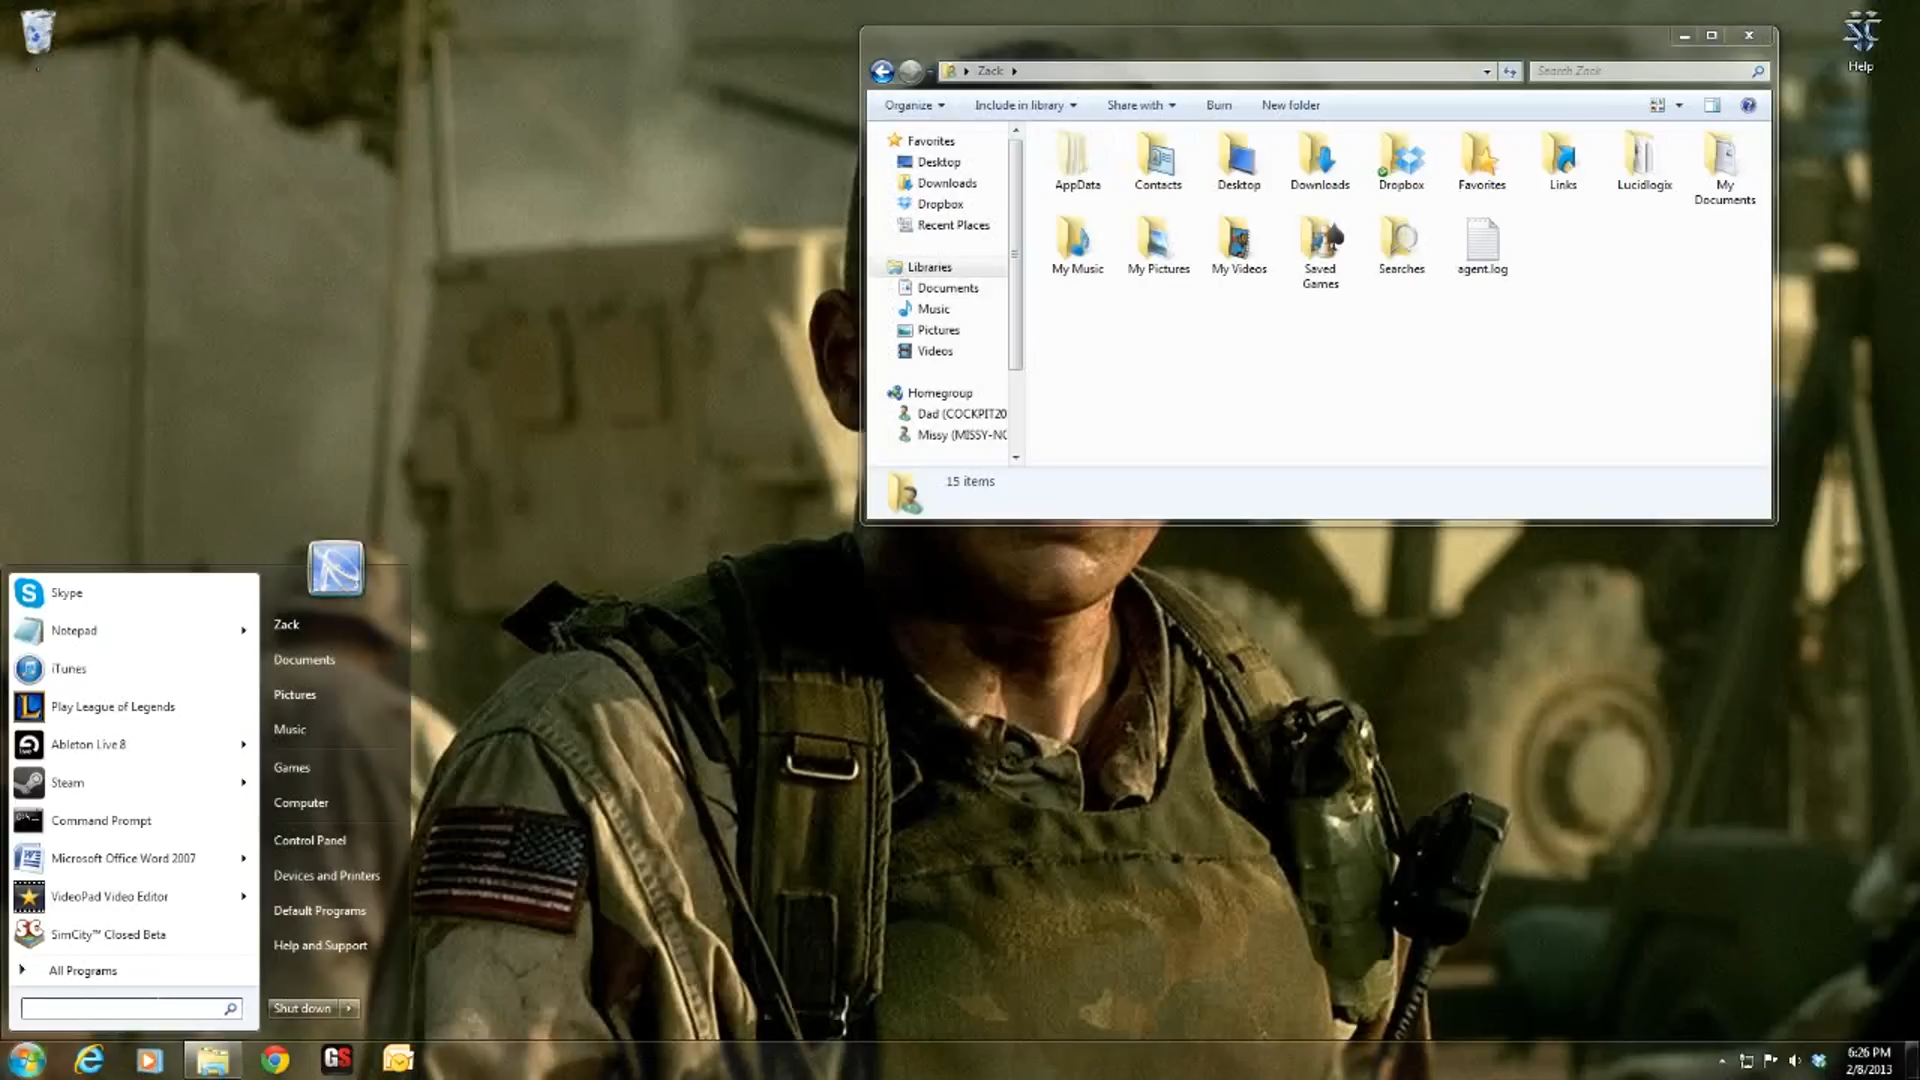 Help
Zack
Search Zack
Organize
Include in library
Share with
Burn
New folder
Favorites
Desktop
Downloads
Dropbox
Recent Places
Libraries
Documents
Music
Pictures
Videos
Homegroup
Dad (COCKPIT20
Missy (MISSY-NO
AppData
Contacts
Desktop
Downloads
Dropbox
Favorites
Links
Lucidlogix
My
Documents
My Music
My Pictures
My Videos
Saved
Games
Searches
agent.log
15 items
Skype
Notepad
iTunes
Play League of Legends
Ableton Live 8
Steam
Command Prompt
Microsoft Office Word 2007
VideoPad Video Editor
SimCity™ Closed Beta
All Programs
Zack
Documents
Pictures
Music
Games
Computer
Control Panel
Devices and Printers
Default Programs
Help and Support
Shut down
GS
6:26 PM
2/8/2013